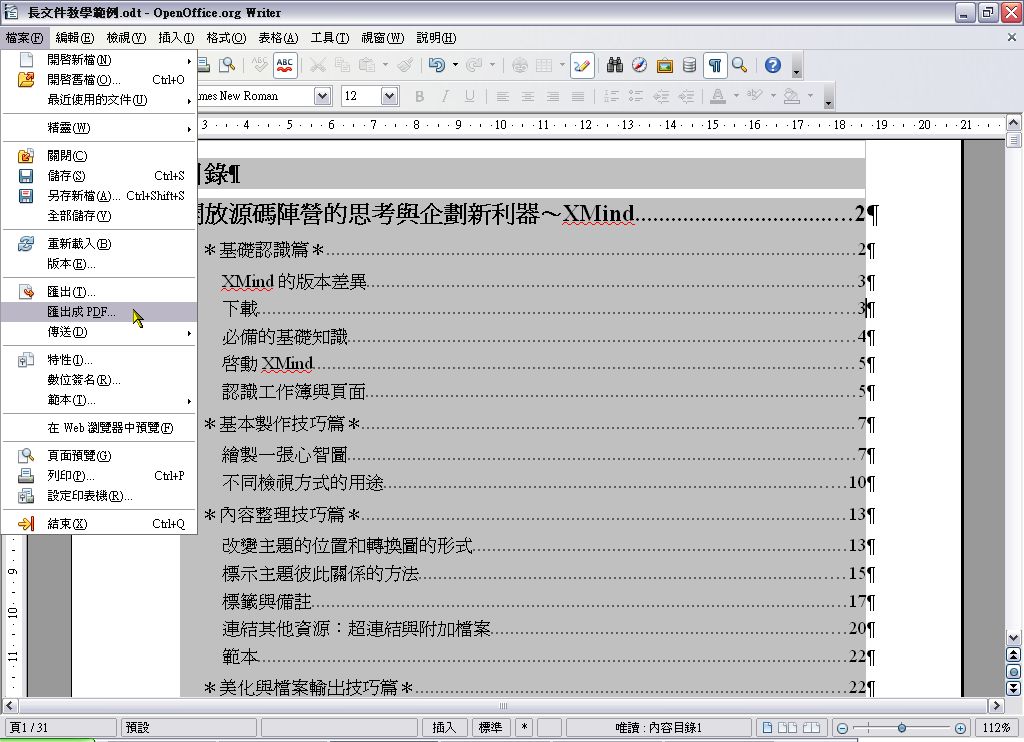 長文件教學範例.odt - OpenOffice.org Writer
檔案(F) 編輯(E) 檢視(V) 插入(I) 格式(O) 表格(A) 工具(T) 視窗(W) 說明(H)
開啓新檔(N)
開啓舊檔(O)... Ctrl+O
最近使用的文件(U)
精靈(W)
關閉(C)
儲存(S) Ctrl+S
另存新檔(A)... Ctrl+Shift+S
全部儲存(Y)
重新載入(B)
版本(E)...
匯出(T)...
匯出成 PDF...
傳送(D)
特性(I)...
數位簽名(R)...
範本(T)...
在 Web 瀏覽器中預覽(F)
頁面預覽(G)
列印(P)... Ctrl+P
設定印表機(R)...
結束(X) Ctrl+Q
ABC ABC
mes New Roman 12 B I U
3 4 5 6 7 8 9 10 11 12 13 14 15 16 17 18 19 20 21
錄¶
放源碼陣營的思考與企劃新利器～XMind 2¶
＊基礎認識篇＊ 2¶
XMind 的版本差異 3¶
下載 3¶
必備的基礎知識 4¶
啓動 XMind 5¶
認識工作簿與頁面 5¶
＊基本製作技巧篇＊ 7¶
繪製一張心智圖 7¶
不同檢視方式的用途 10¶
＊內容整理技巧篇＊ 13¶
改變主題的位置和轉換圖的形式 13¶
標示主題彼此關係的方法 15¶
標籤與備註 17¶
連結其他資源：超連結與附加檔案 20¶
範本 22¶
＊美化與檔案輸出技巧篇＊ 22¶
9
10
11
頁1 / 31 預設 插入 標準 * 唯讀 : 內容目錄1 112%